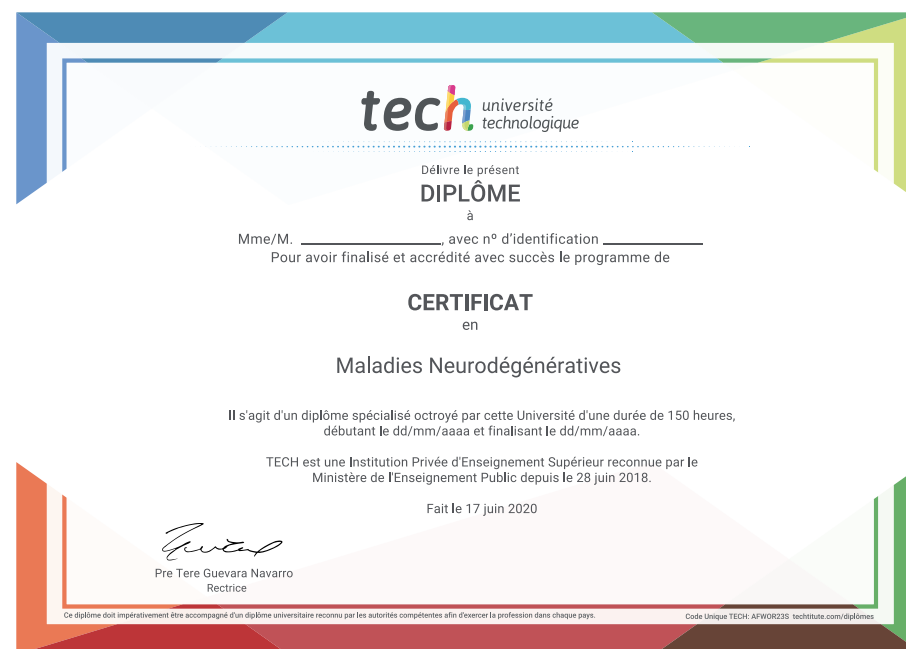 tech université
technologique
Délivre le présent
DIPLÔME
à
Mme/M. ____________________, avec nº d'identification ______________
Pour avoir finalisé et accrédité avec succès le programme de
CERTIFICAT
en
Maladies Neurodégénératives
Il s'agit d'un diplôme spécialisé octroyé par cette Université d'une durée de 150 heures,
débutant le dd/mm/aaaa et finalisant le dd/mm/aaaa.
TECH est une Institution Privée d'Enseignement Supérieur reconnue par le
Ministère de l'Enseignement Public depuis le 28 juin 2018.
Fait le 17 juin 2020
Pre Tere Guevara Navarro
Rectrice
Ce diplôme doit impérativement être accompagné d'un diplôme universitaire reconnu par les autorités compétentes afin d'exercer la profession dans chaque pays.
Code Unique TECH: AFWOR23S techtitute.com/diplômes